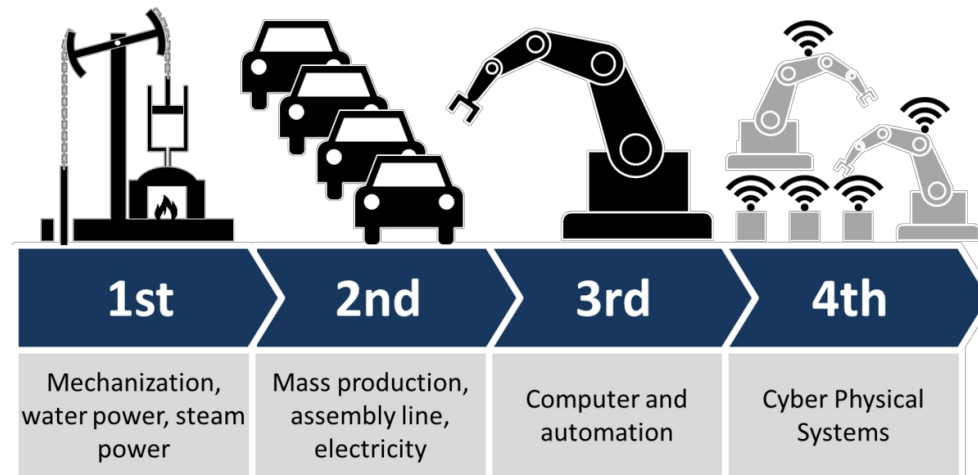 1st
2nd
3rd
4th
Mechanization,
water power, steam
power
Mass production,
assembly line,
electricity
Computer and
automation
Cyber Physical
Systems